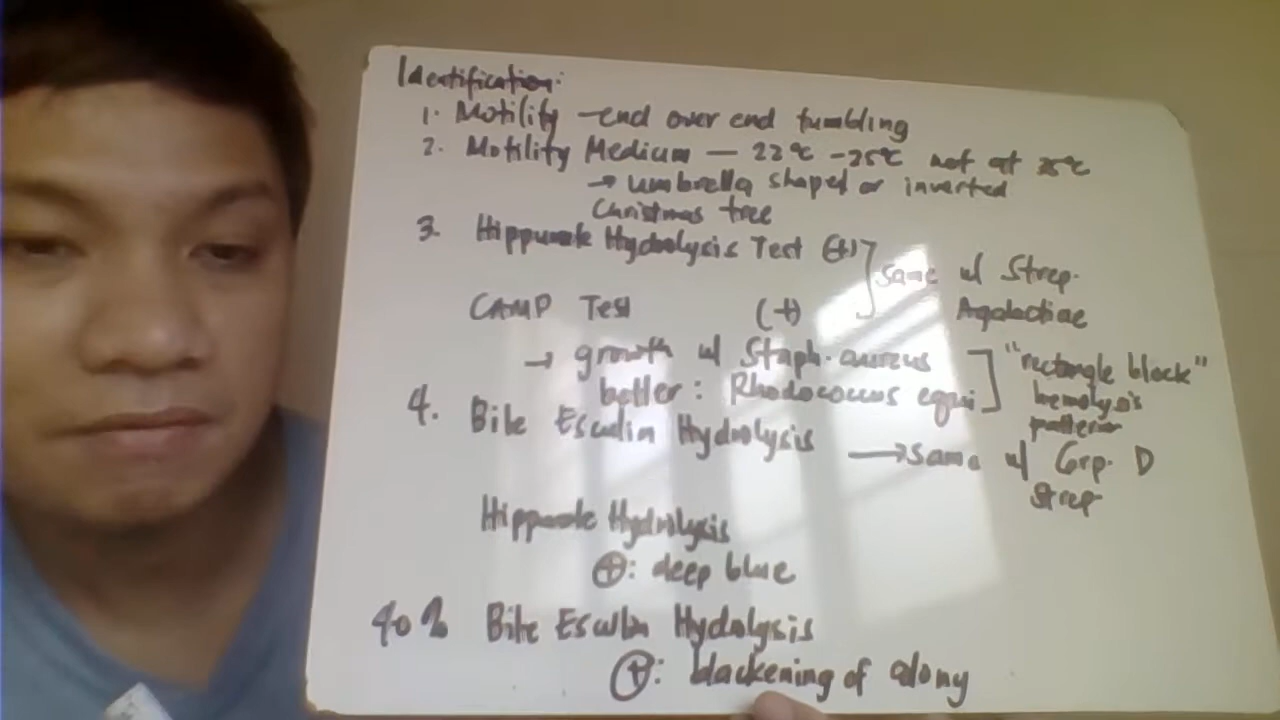 Identification:
1. Motility - end over end tumbling
2. Motility Medium — 22°C - 25°C not at 35°C
→ umbrella shaped or inverted
Christmas tree
3. Hippurate Hydrolysis Test (+)
same w/ Strep.
Agalactiae
CAMP Test (+)
→ growth w/ Staph. aureus
better: Rhodococcus equi
"rectangle block"
hemolysis
pattern
4. Bile Esculin Hydrolysis → same w/ Grp. D
Strep
Hippurate Hydrolysis
⊕: deep blue
40% Bile Esculin Hydrolysis
⊕: blackening of colony